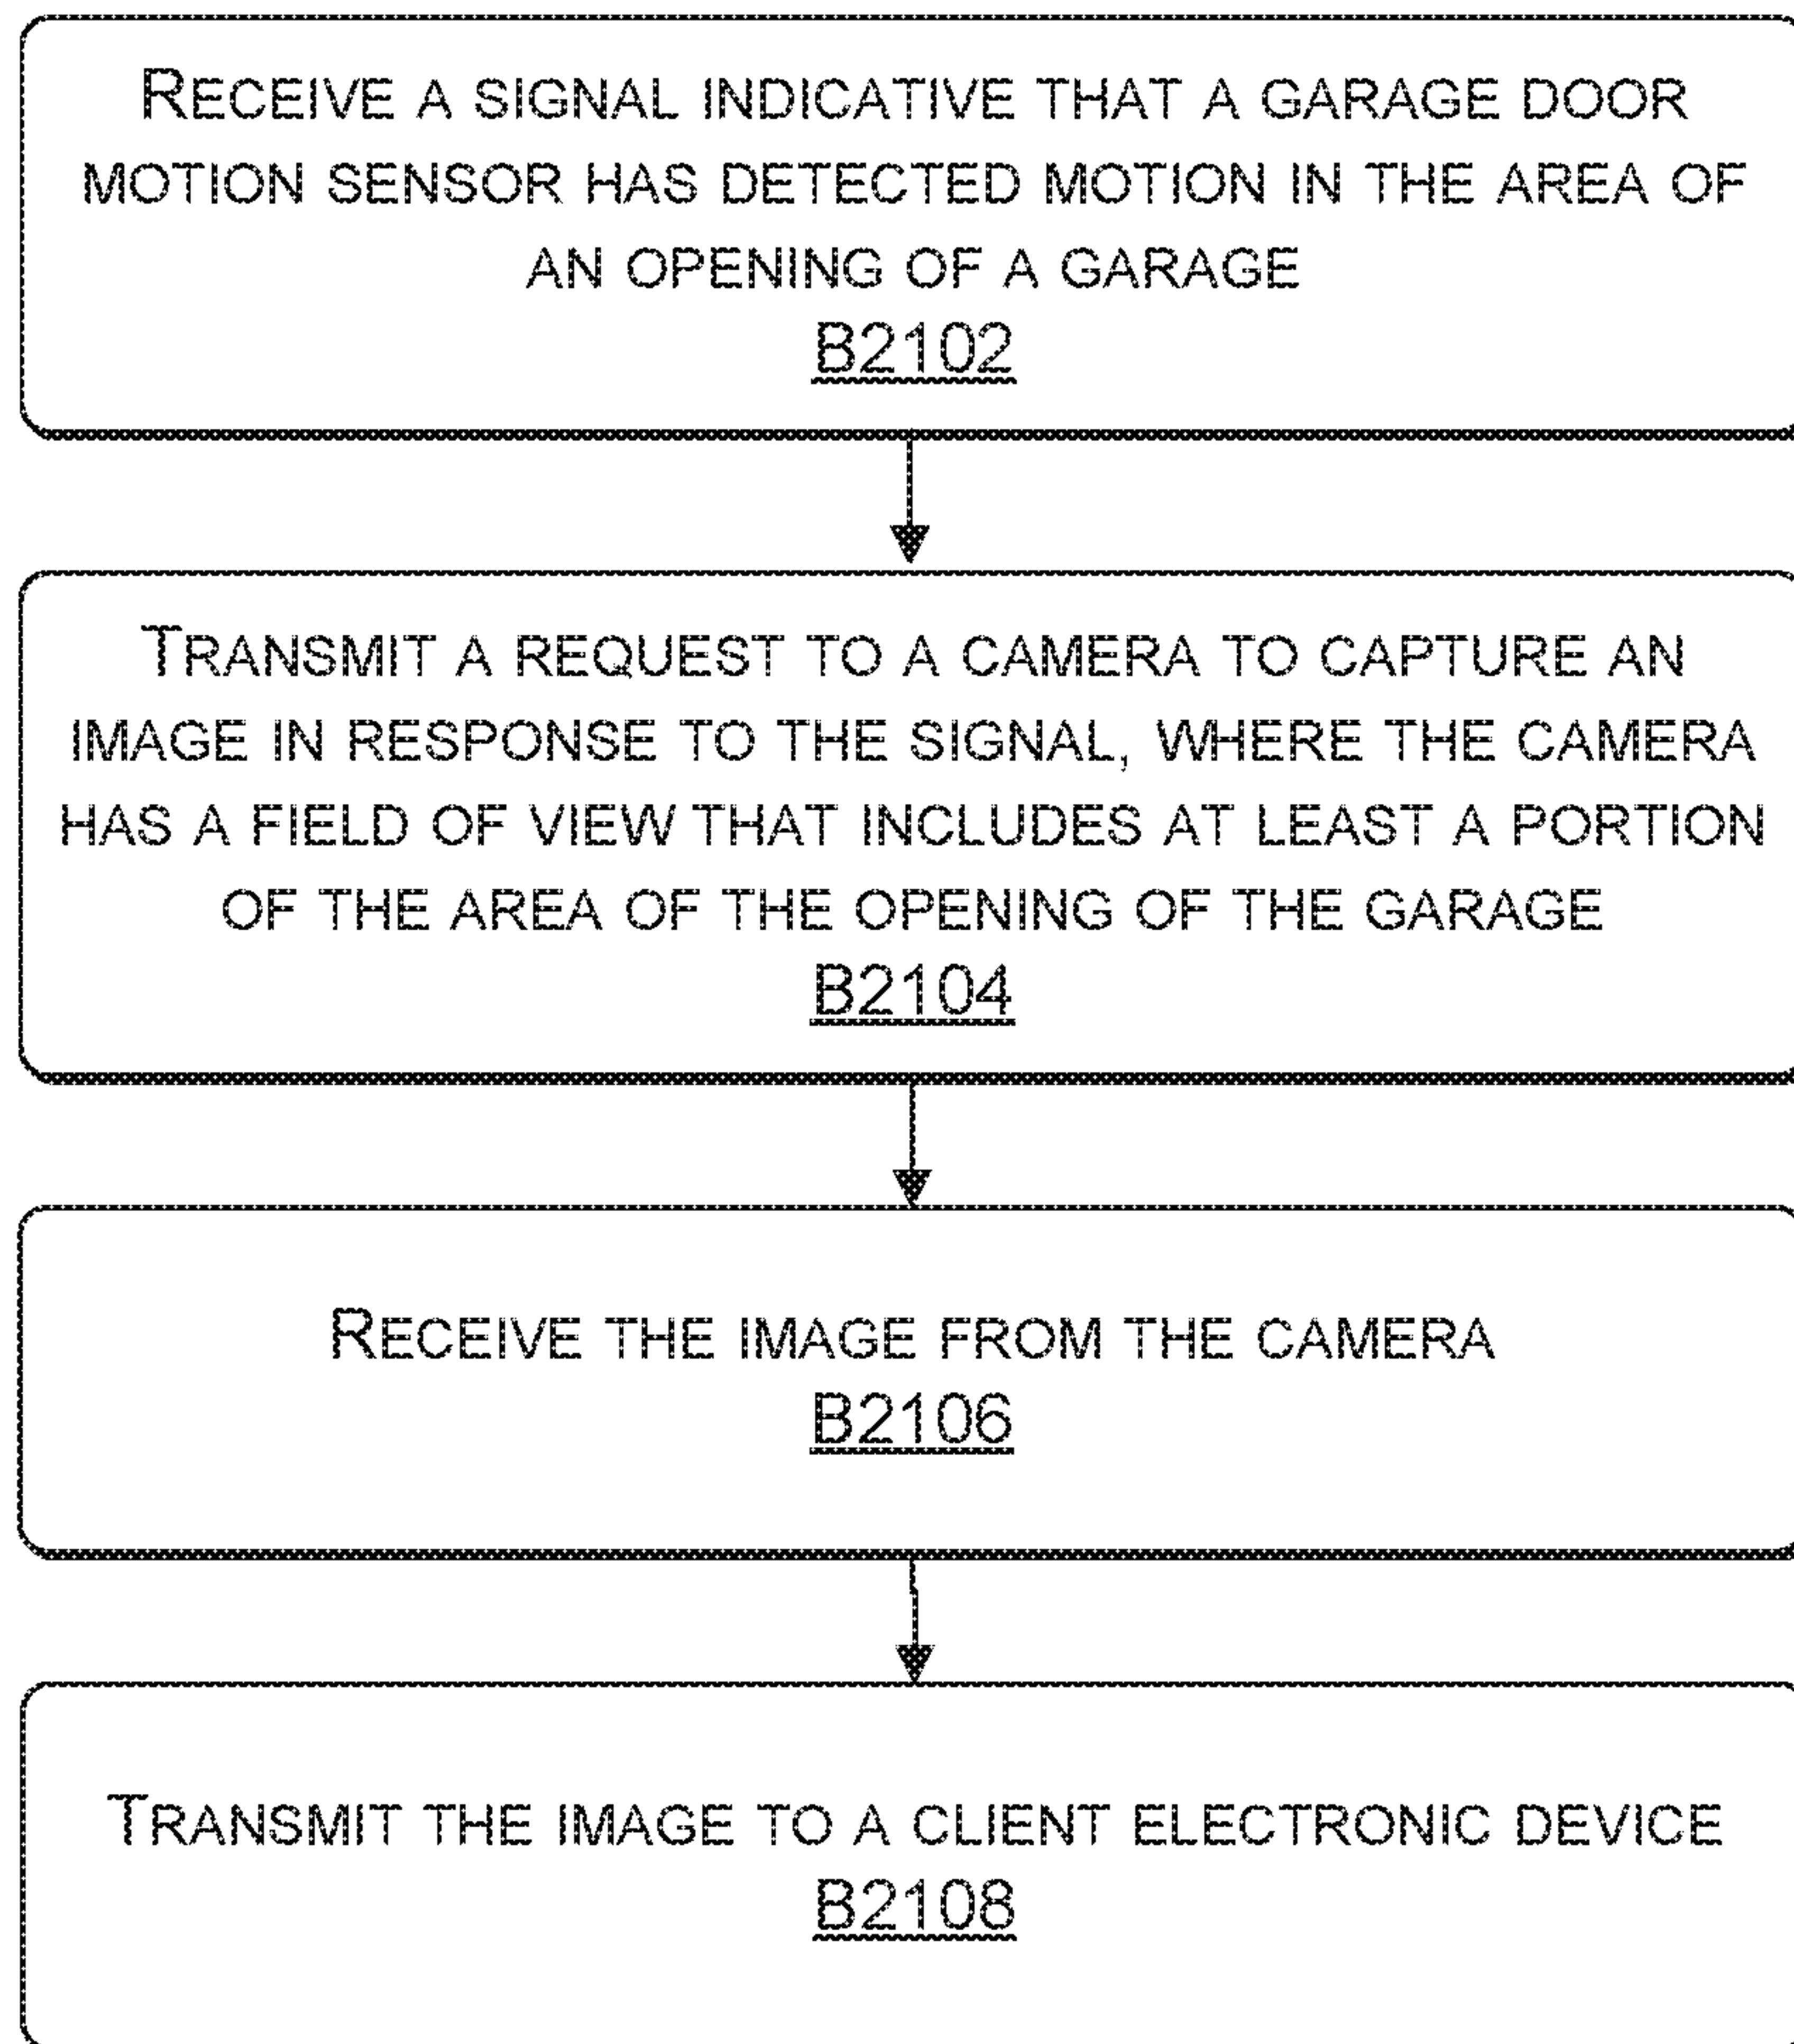 RECEIVE A SIGNAL INDICATIVE THAT A GARAGE DOOR
MOTION SENSOR HAS DETECTED MOTION IN THE AREA OF
AN OPENING OF A GARAGE
B2102
TRANSMIT A REQUEST TO A CAMERA TO CAPTURE AN
IMAGE IN RESPONSE TO THE SIGNAL, WHERE THE CAMERA
HAS A FIELD OF VIEW THAT INCLUDES AT LEAST A PORTION
OF THE AREA OF THE OPENING OF THE GARAGE
B2104
RECEIVE THE IMAGE FROM THE CAMERA
B2106
TRANSMIT THE IMAGE TO A CLIENT ELECTRONIC DEVICE
B2108